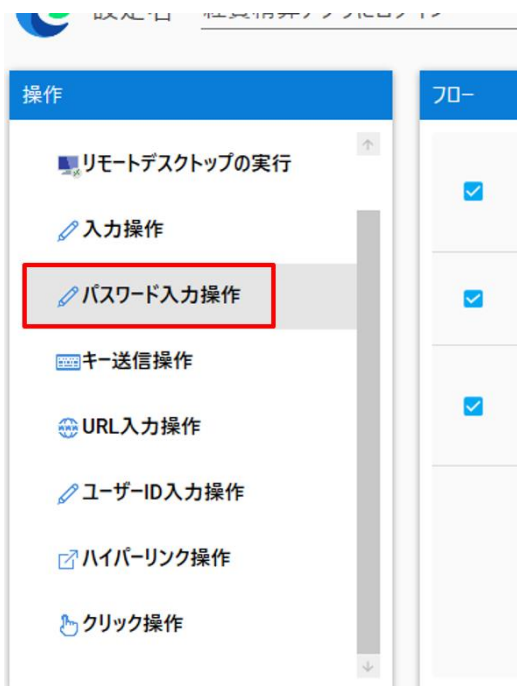 操作
フロー
リモートデスクトップの実行
入力操作
パスワード入力操作
キー送信操作
URL入力操作
ユーザーID入力操作
ハイパーリンク操作
クリック操作